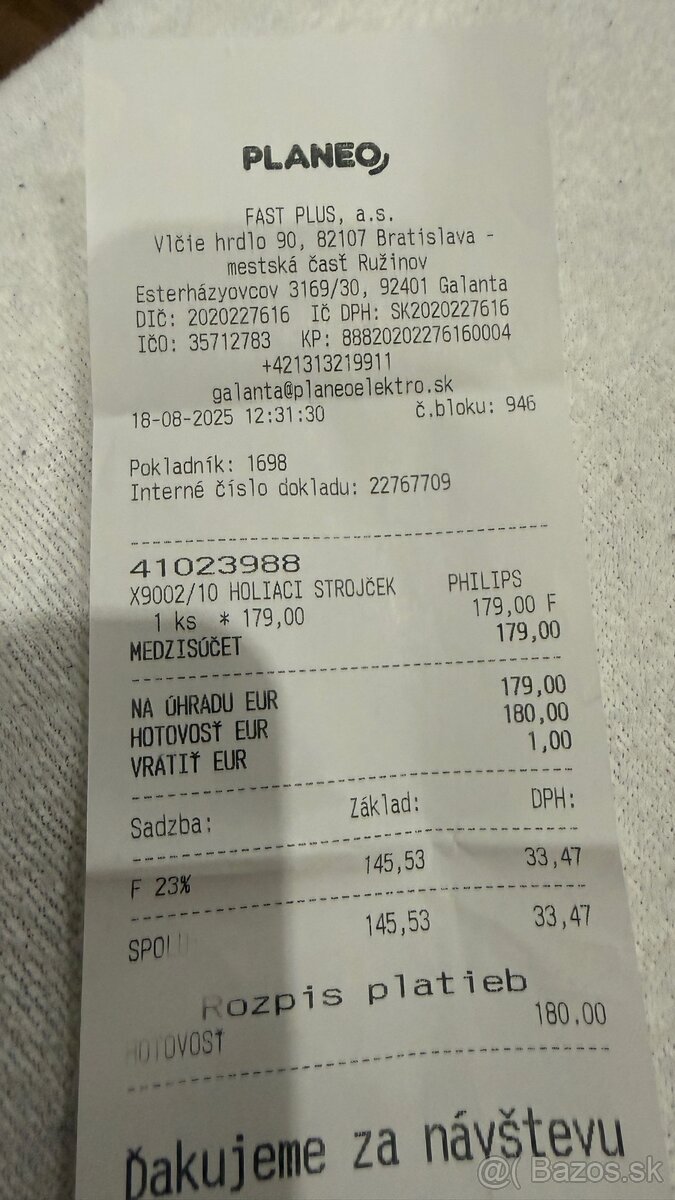 PLANEO
FAST PLUS, a.s.
Vlčie hrdlo 90, 82107 Bratislava -
mestská časť Ružinov
Esterházyovcov 3169/30, 92401 Galanta
DIČ: 2020227616 IČ DPH: SK2020227616
IČO: 35712783 KP: 88820202276160004
+421313219911
galanta@planeoelektro.sk
18-08-2025 12:31:30 č.bloku: 946
Pokladník: 1698
Interné číslo dokladu: 22767709
41023988
X9002/10 HOLIACI STROJČEK PHILIPS
1 ks * 179,00 179,00 F
MEDZISÚČET 179,00
NA ÚHRADU EUR 179,00
HOTOVOSŤ EUR 180,00
VRATIŤ EUR 1,00
Sadzba: Základ: DPH:
F 23% 145,53 33,47
SPOLU 145,53 33,47
Rozpis platieb
HOTOVOSŤ 180.00
Ďakujeme za návštevu
@( Bazos.sk